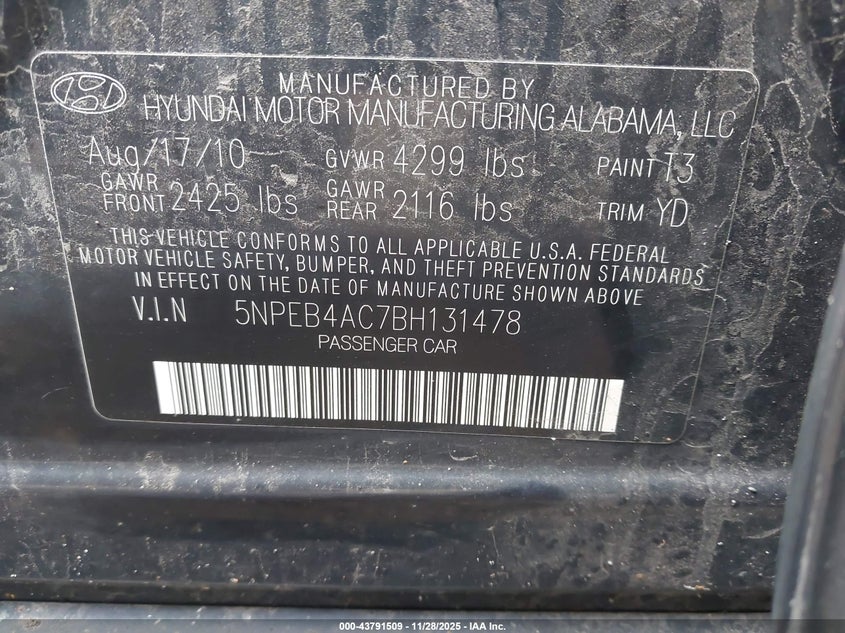 MANUFACTURED BY
HYUNDAI MOTOR MANUFACTURING ALABAMA, LLC
Aug/17/10 GVWR 4299 lbs PAINT T3
GAWR FRONT 2425 lbs GAWR REAR 2116 lbs TRIM YD
THIS VEHICLE CONFORMS TO ALL APPLICABLE U.S.A. FEDERAL
MOTOR VEHICLE SAFETY, BUMPER, AND THEFT PREVENTION STANDARDS
IN EFFECT ON THE DATE OF MANUFACTURE SHOWN ABOVE
V.I.N 5NPEB4AC7BH131478
PASSENGER CAR
000-43791509 - 11/28/2025 - IAA Inc.